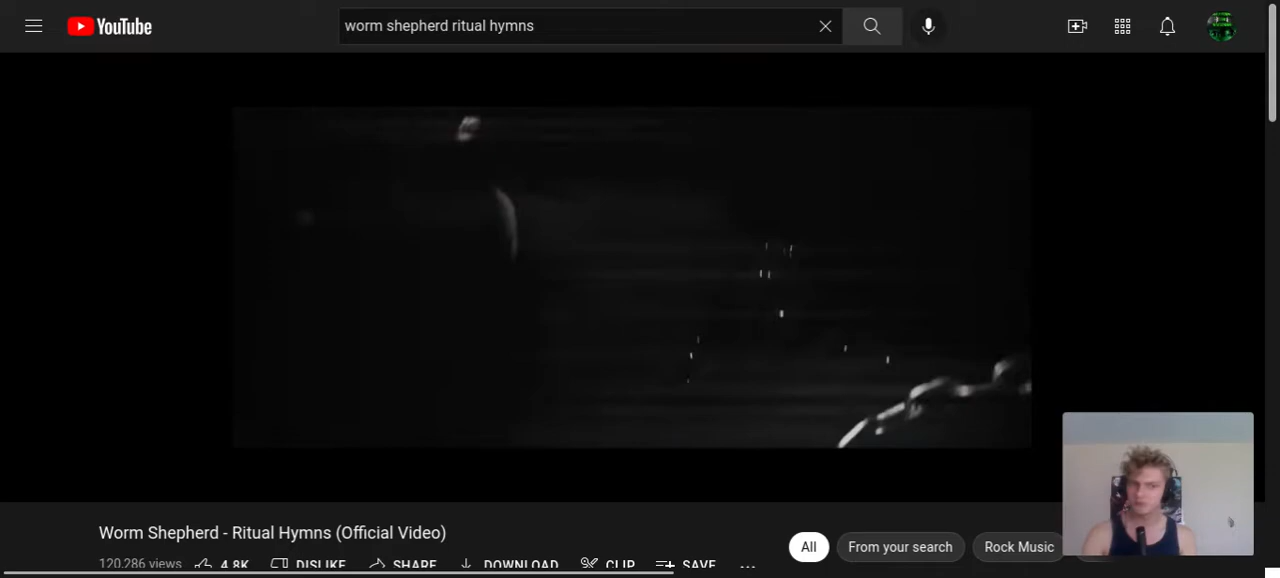 YouTube
worm shepherd ritual hymns
Worm Shepherd - Ritual Hymns (Official Video)
120,286 views 4.8K DISLIKE SHARE DOWNLOAD CLIP SAVE ...
All From your search Rock Music